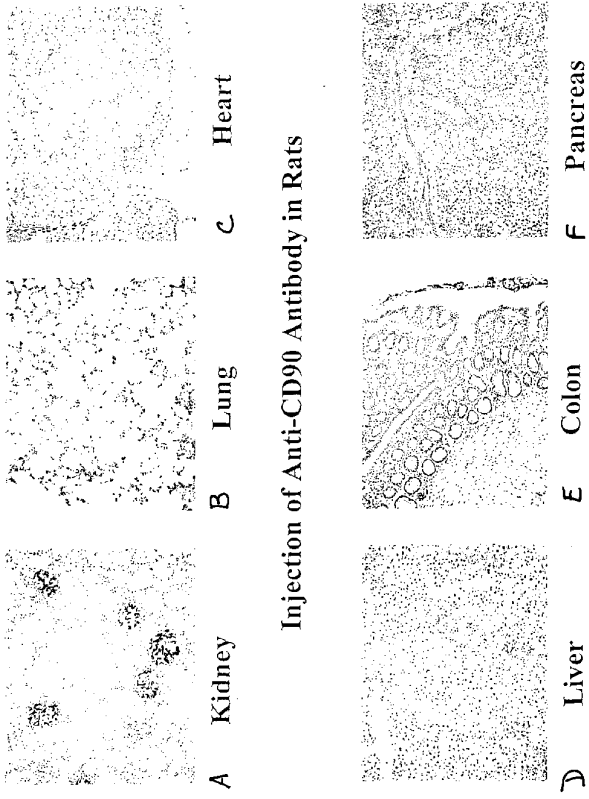 A Kidney
B Lung
C Heart
Injection of Anti-CD90 Antibody in Rats
D Liver
E Colon
F Pancreas